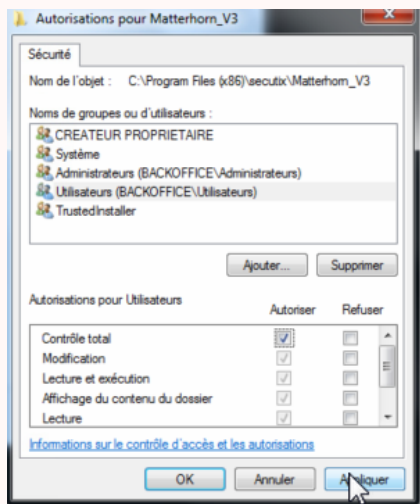 Autorisations pour Matterhorn_V3
Sécurité
Nom de l'objet : C:\Program Files (x86)\secutix\Matterhorn_V3
Noms de groupes ou d'utilisateurs :
CREATEUR PROPRIETAIRE
Système
Administrateurs (BACKOFFICE\Administrateurs)
Utilisateurs (BACKOFFICE\Utilisateurs)
TrustedInstaller
Ajouter... Supprimer
Autorisations pour Utilisateurs Autoriser Refuser
Contrôle total
Modification
Lecture et exécution
Affichage du contenu du dossier
Lecture
Informations sur le contrôle d'accès et les autorisations
OK Annuler Appliquer